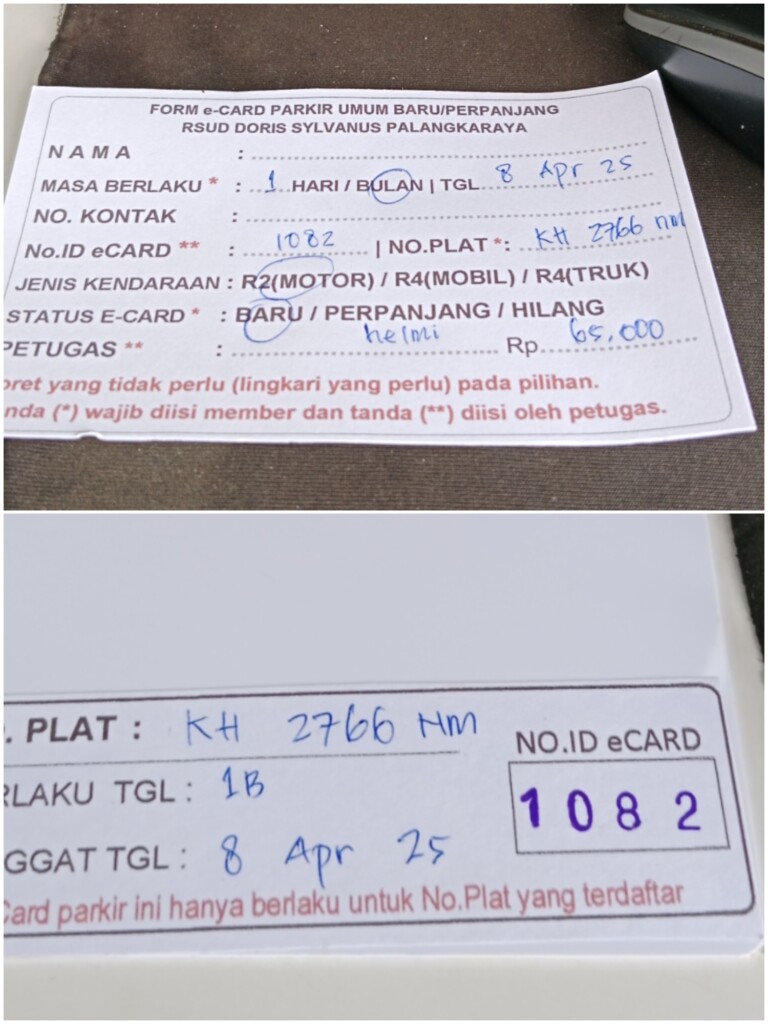 FORM e-CARD PARKIR UMUM BARU/PERPANJANG
RSUD DORIS SYLVANUS PALANGKARAYA
NAMA :
MASA BERLAKU * : 1 HARI / BULAN | TGL 8 Apr 25
NO. KONTAK :
No.ID eCARD ** : 1082 | NO.PLAT *: KH 2766 NM
JENIS KENDARAAN : R2(MOTOR) / R4(MOBIL) / R4(TRUK)
STATUS E-CARD * : BARU / PERPANJANG / HILANG
PETUGAS ** : helmi Rp. 65.000
oret yang tidak perlu (lingkari yang perlu) pada pilihan.
nda (*) wajib diisi member dan tanda (**) diisi oleh petugas.
. PLAT : KH 2766 NM
NO.ID eCARD
RLAKU TGL : 1B
1082
GGAT TGL : 8 Apr 25
Card parkir ini hanya berlaku untuk No.Plat yang terdaftar